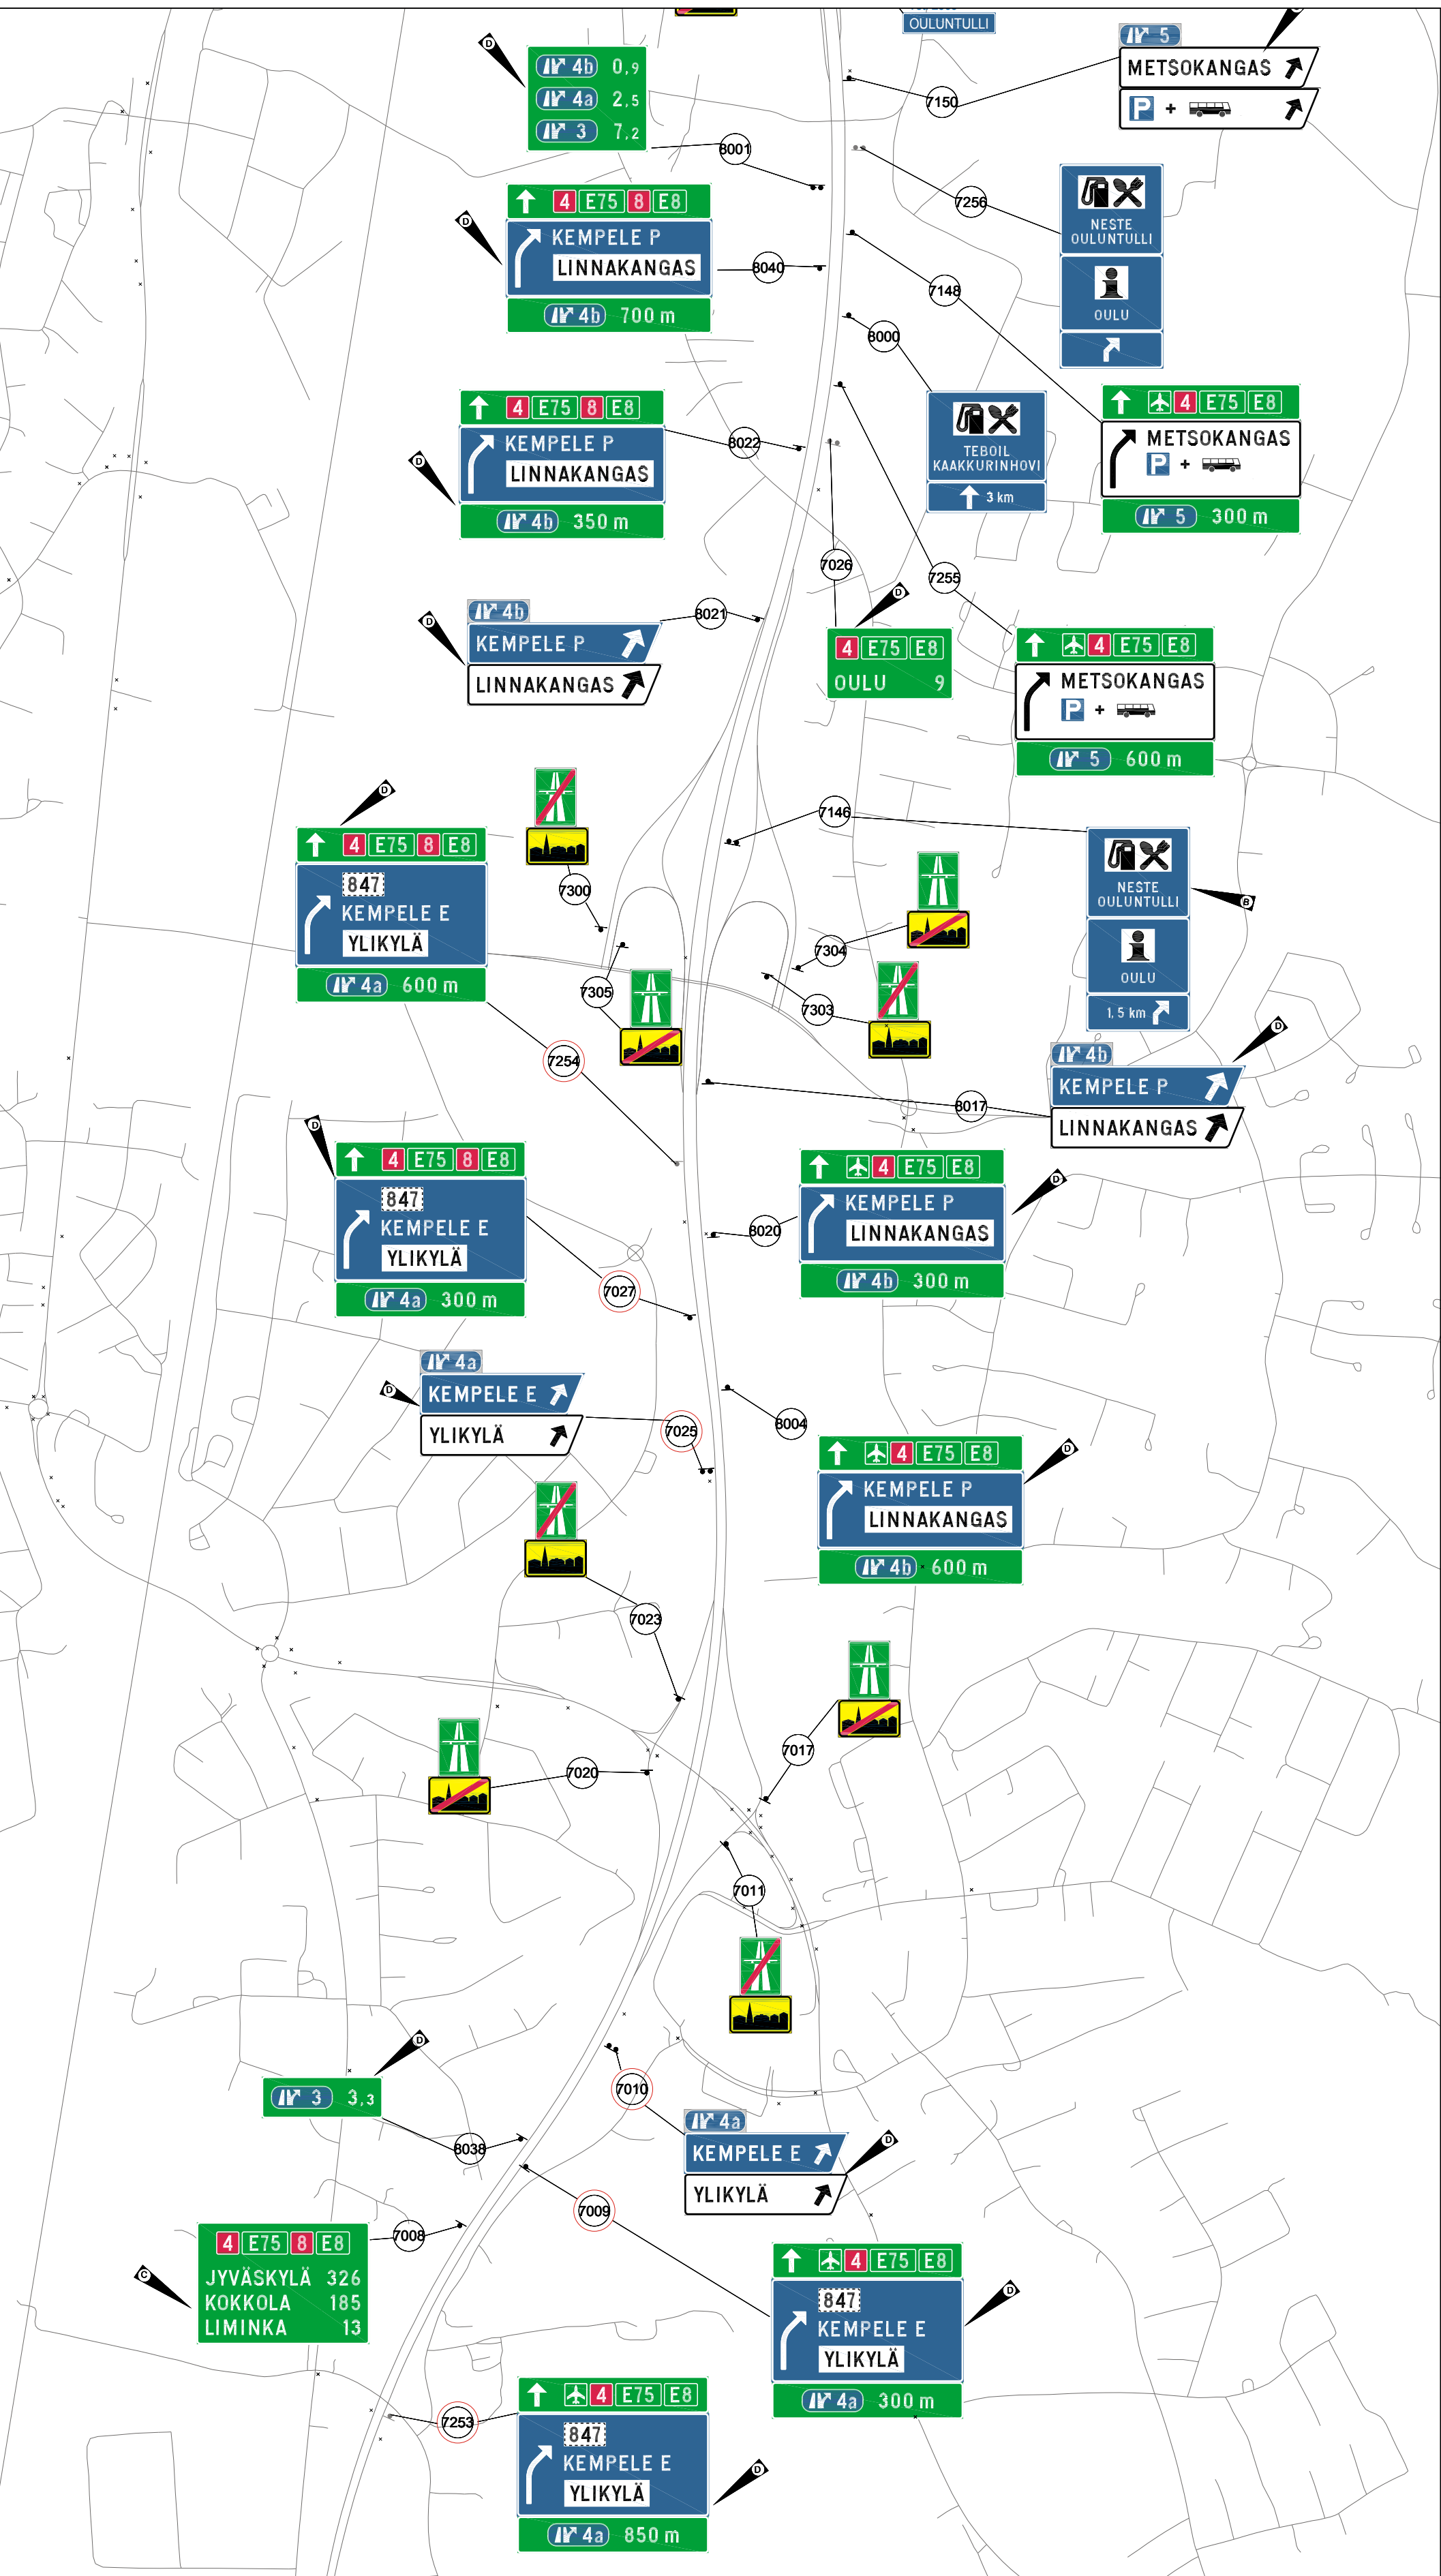 OULUNTULLI
5
METSOKANGAS
P +
D
4b 0,9
4a 2,5
3 7,2
8001
7150
7256
NESTE
OULUNTULLI
OULU
D
4 E75 8 E8
KEMPELE P
LINNAKANGAS
4b 700 m
8040
7148
8000
D
4 E75 8 E8
KEMPELE P
LINNAKANGAS
4b 350 m
8022
TEBOIL
KAAKKURINHOVI
3 km
4 E75 E8
METSOKANGAS
P +
5 300 m
7026
7255
D
4b
KEMPELE P
LINNAKANGAS
8021
D
4 E75 E8
OULU 9
4 E75 E8
METSOKANGAS
P +
5 600 m
D
4 E75 8 E8
847
KEMPELE E
YLIKYLÄ
4a 600 m
7300
7146
NESTE
OULUNTULLI
OULU
1.5 km
B
7304
7305
7303
7254
D
4b
KEMPELE P
LINNAKANGAS
8017
D
4 E75 8 E8
847
KEMPELE E
YLIKYLÄ
4a 300 m
7027
8020
4 E75 E8
KEMPELE P
LINNAKANGAS
4b 300 m
D
D
4a
KEMPELE E
YLIKYLÄ
7025
8004
4 E75 E8
KEMPELE P
LINNAKANGAS
4b 600 m
D
7023
7017
7020
7011
D
3 3,3
8038
7010
4a
KEMPELE E
YLIKYLÄ
D
7009
7008
C
4 E75 8 E8
JYVÄSKYLÄ 326
KOKKOLA 185
LIMINKA 13
4 E75 E8
847
KEMPELE E
YLIKYLÄ
4a 300 m
D
7253
4 E75 E8
847
KEMPELE E
YLIKYLÄ
4a 850 m
D